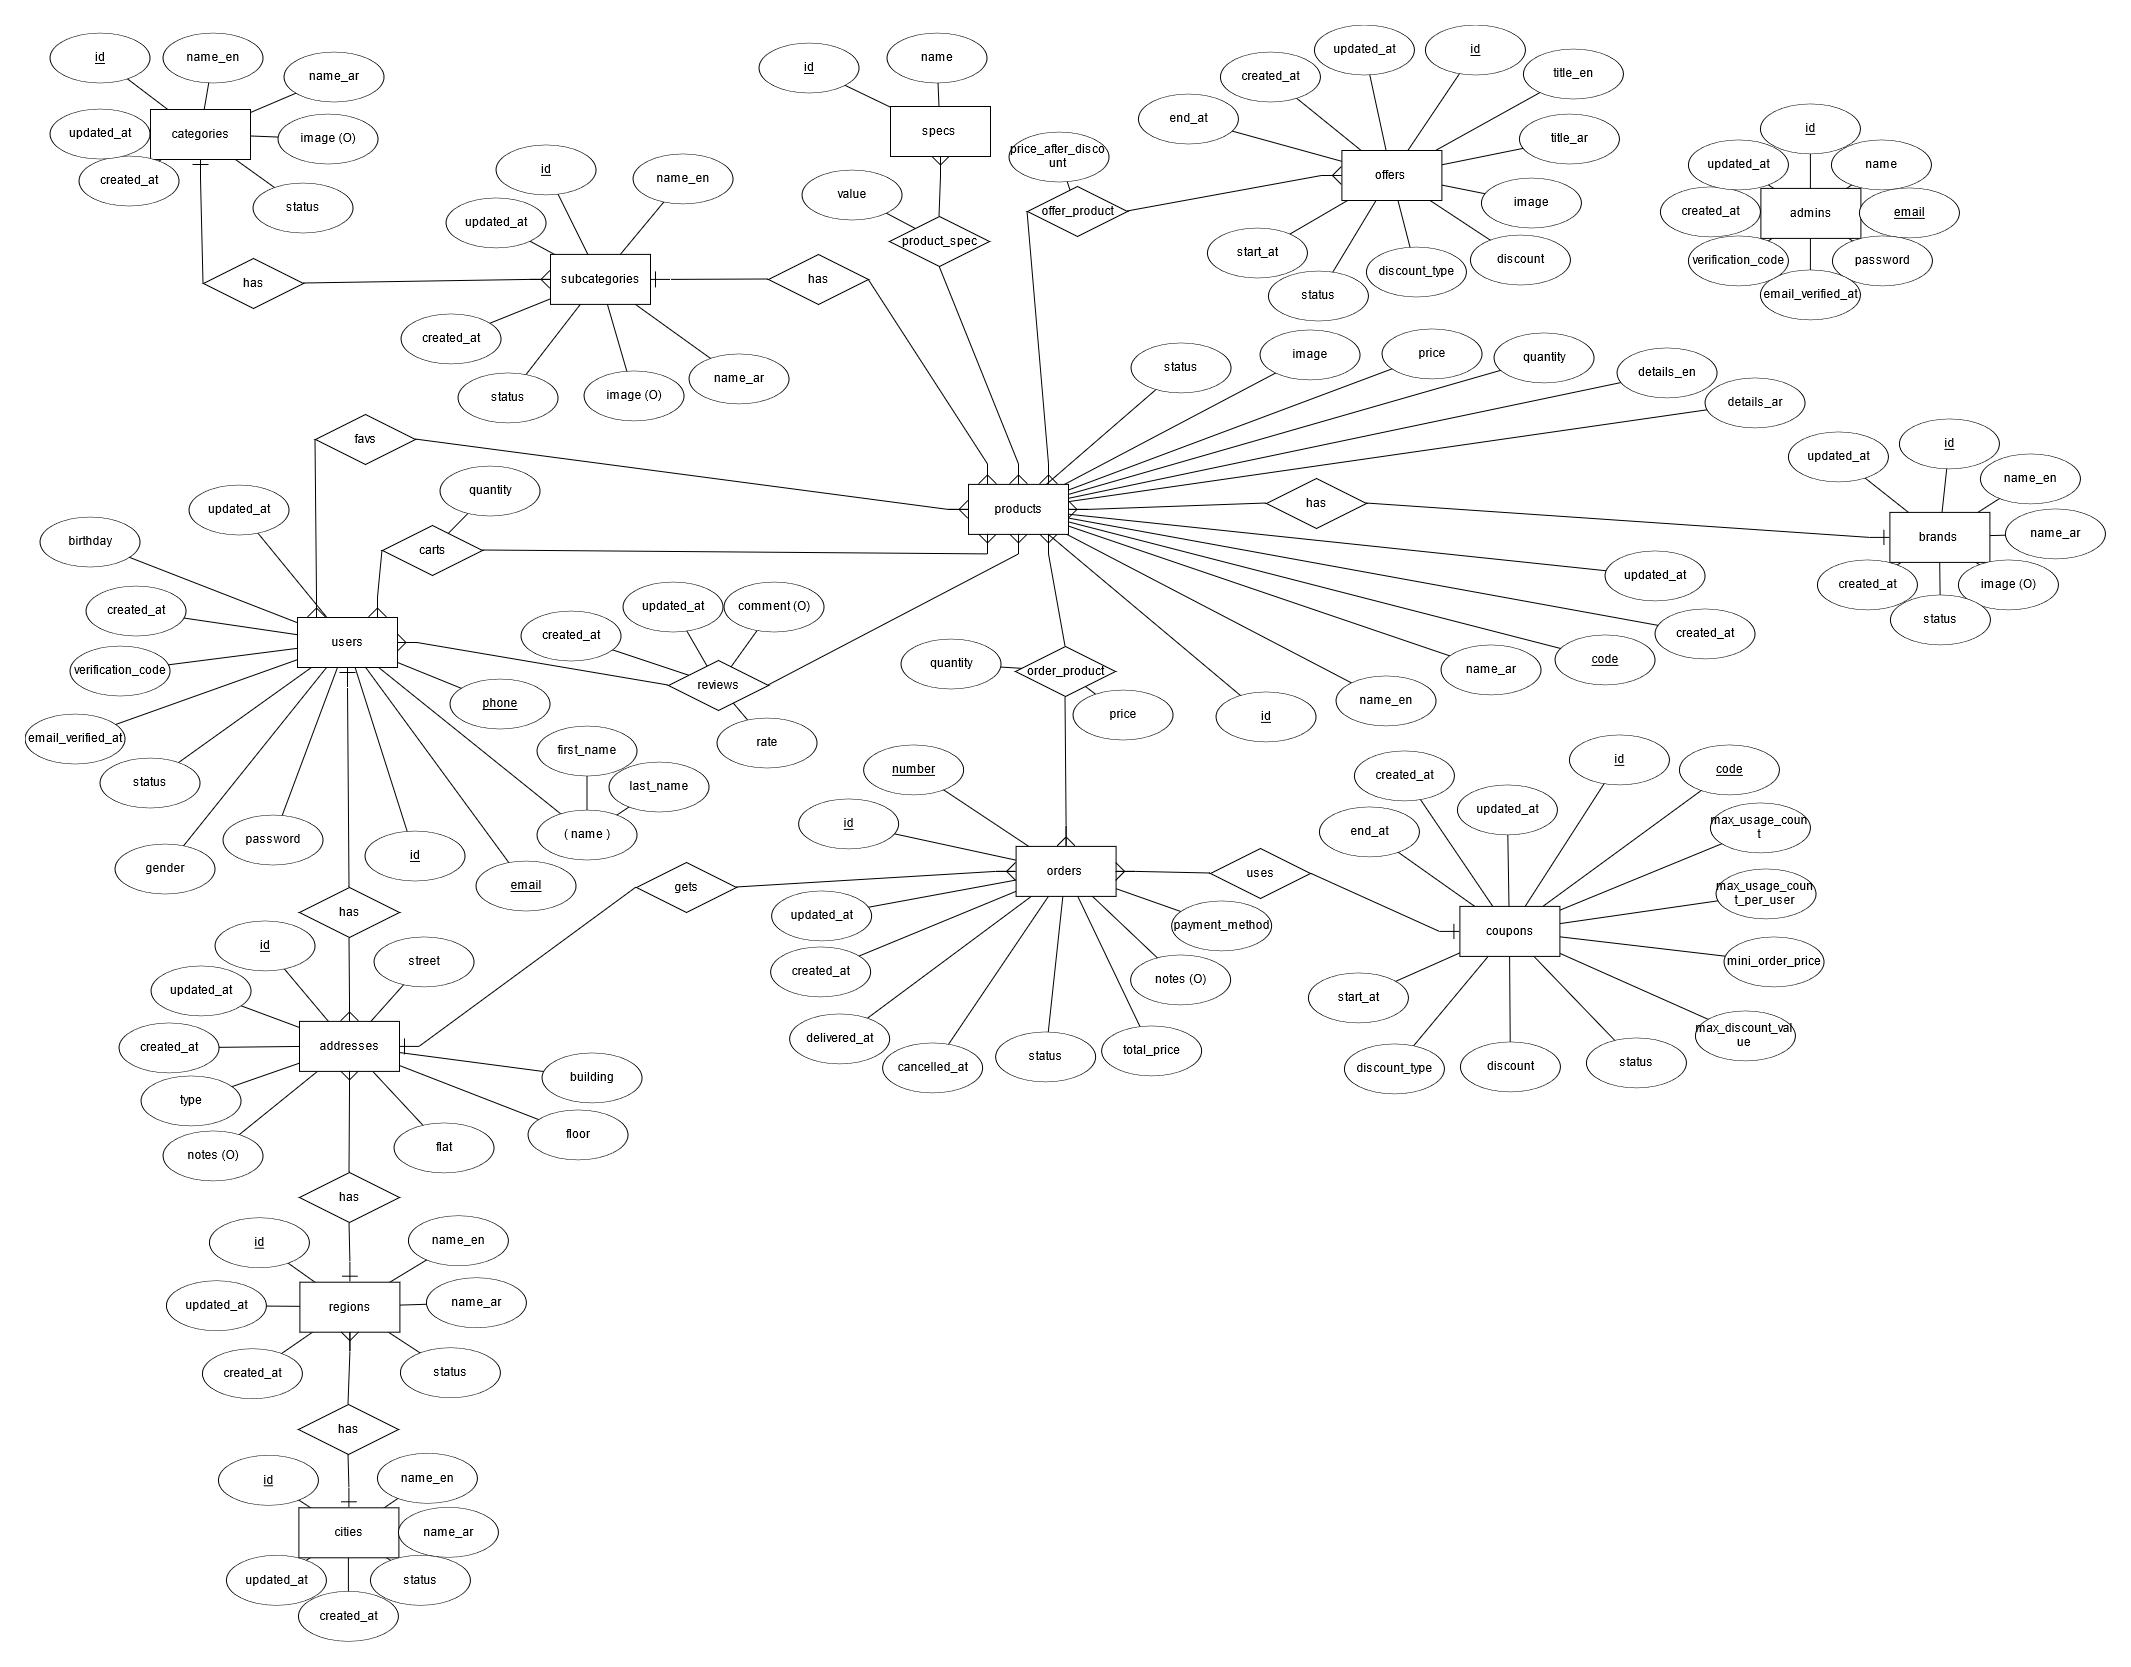 id
name_en
name_ar
updated_at
categories
image (O)
created_at
status
has
id
name_en
updated_at
subcategories
created_at
status
image (O)
name_ar
has
id
name
specs
value
product_spec
price_after_disco
unt
offer_product
updated_at
id
created_at
title_en
end_at
title_ar
offers
image
start_at
discount
discount_type
status
id
updated_at
name
created_at
admins
email
verification_code
password
email_verified_at
status
image
price
quantity
details_en
details_ar
favs
quantity
carts
products
has
updated_at
id
name_en
brands
name_ar
created_at
image (O)
status
updated_at
birthday
created_at
users
verification_code
email_verified_at
status
gender
password
id
email
phone
first_name
last_name
( name )
created_at
updated_at
comment (O)
reviews
rate
quantity
order_product
price
updated_at
created_at
code
name_ar
name_en
id
number
id
orders
updated_at
created_at
delivered_at
cancelled_at
status
total_price
notes (O)
payment_method
uses
gets
created_at
id
code
updated_at
end_at
max_usage_coun
t
max_usage_coun
t_per_user
coupons
mini_order_price
start_at
max_discount_val
ue
discount_type
discount
status
has
id
street
updated_at
created_at
addresses
building
type
floor
notes (O)
flat
has
id
name_en
updated_at
regions
name_ar
created_at
status
has
id
name_en
cities
name_ar
updated_at
status
created_at